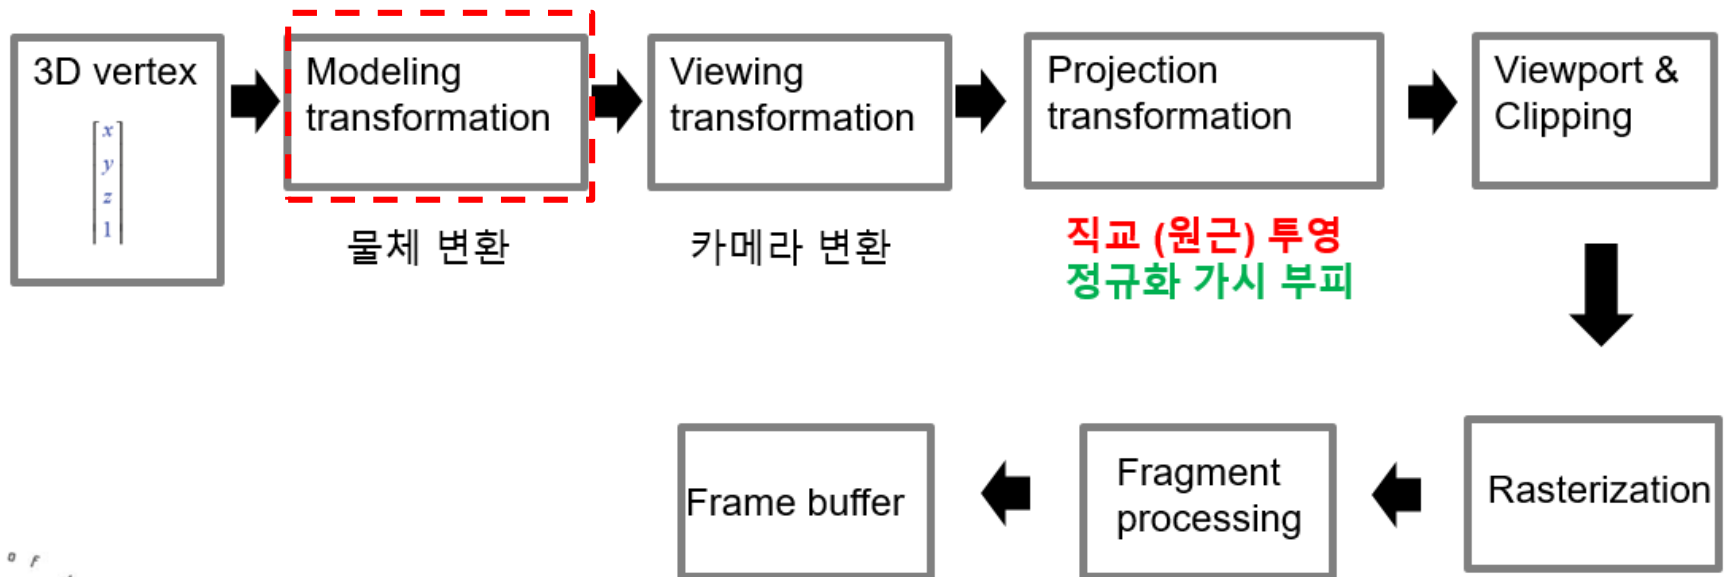 3D vertex
x
y
z
1
Modeling
transformation
물체 변환
Viewing
transformation
카메라 변환
Projection
transformation
직교 (원근) 투영
정규화 가시 부피
Viewport &
Clipping
Rasterization
Fragment
processing
Frame buffer
O F